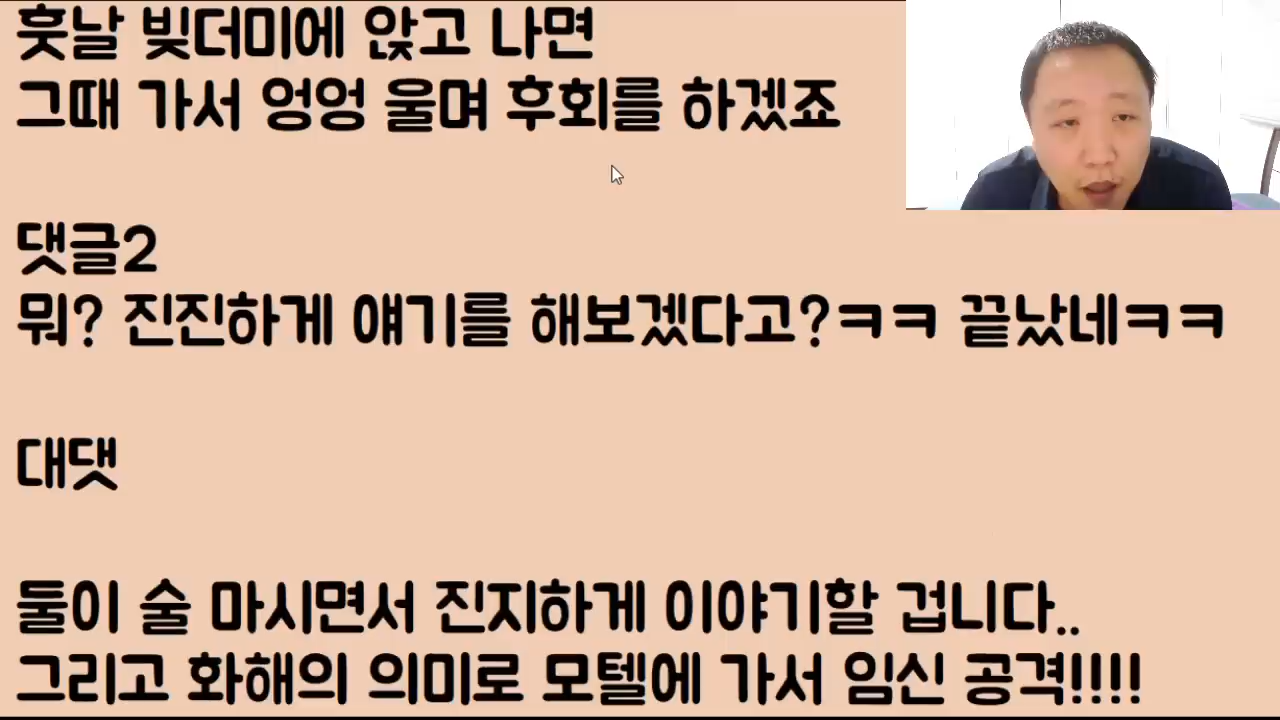 훗날 빚더미에 앉고 나면
그때 가서 엉엉 울며 후회를 하겠죠
댓글2
뭐? 진진하게 얘기를 해보겠다고?ㅋㅋ 끝났네ㅋㅋ
대댓
둘이 술 마시면서 진지하게 이야기할 겁니다..
그리고 화해의 의미로 모텔에 가서 임신 공격!!!!